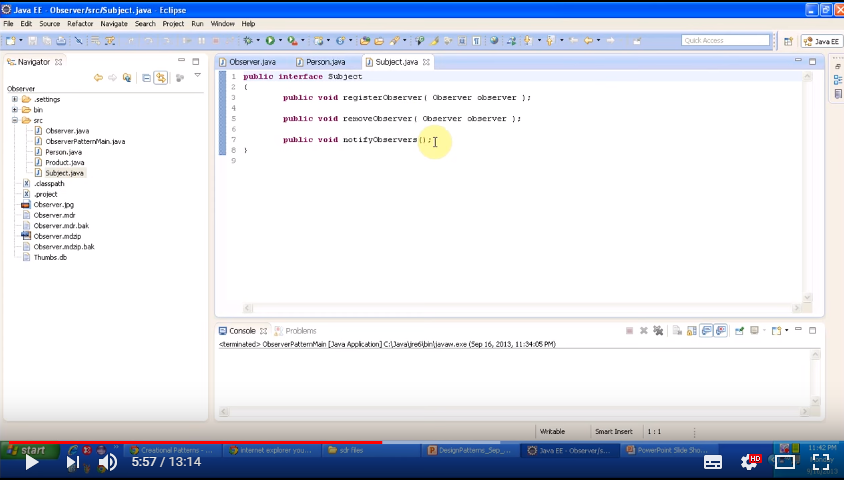 Java EE - Observer/src/Subject.java - Eclipse
File Edit Source Refactor Navigate Search Project Run Window Help
Quick Access
Java EE
Navigator
Observer.java
Person.java
Subject.java
Observer
.settings
bin
src
Observer.java
ObserverPatternMain.java
Person.java
Product.java
Subject.java
.classpath
.project
Observer.jpg
Observer.mdr
Observer.mdr.bak
Observer.mdzip
Observer.mdzip.bak
Thumbs.db
1 public interface Subject
2 {
3 public void registerObserver( Observer observer );
4
5 public void removeObserver( Observer observer );
6
7 public void notifyObservers();
8 }
9
Console
Problems
<terminated> ObserverPatternMain [Java Application] C:\Java\jre6\bin\javaw.exe (Sep 16, 2013, 11:34:05 PM)
Writable Smart Insert 1 : 1
start
Creational Patterns - ...
internet explorer you...
sdr files
DesignPatterns_Sep_...
Java EE - Observer/s...
PowerPoint Slide Sho...
11:42 PM
5:57 / 13:14
HD